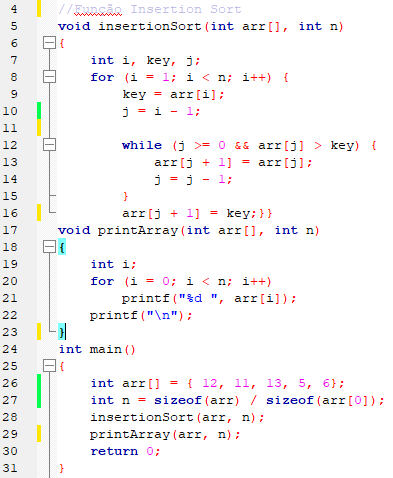 4 //Função Insertion Sort
5 void insertionSort(int arr[], int n)
6 {
7 int i, key, j;
8 for (i = 1; i < n; i++) {
9 key = arr[i];
10 j = i - 1;
11
12 while (j >= 0 && arr[j] > key) {
13 arr[j + 1] = arr[j];
14 j = j - 1;
15 }
16 arr[j + 1] = key;}}
17 void printArray(int arr[], int n)
18 {
19 int i;
20 for (i = 0; i < n; i++)
21 printf("%d ", arr[i]);
22 printf("\n");
23 }
24 int main()
25 {
26 int arr[] = { 12, 11, 13, 5, 6};
27 int n = sizeof(arr) / sizeof(arr[0]);
28 insertionSort(arr, n);
29 printArray(arr, n);
30 return 0;
31 }